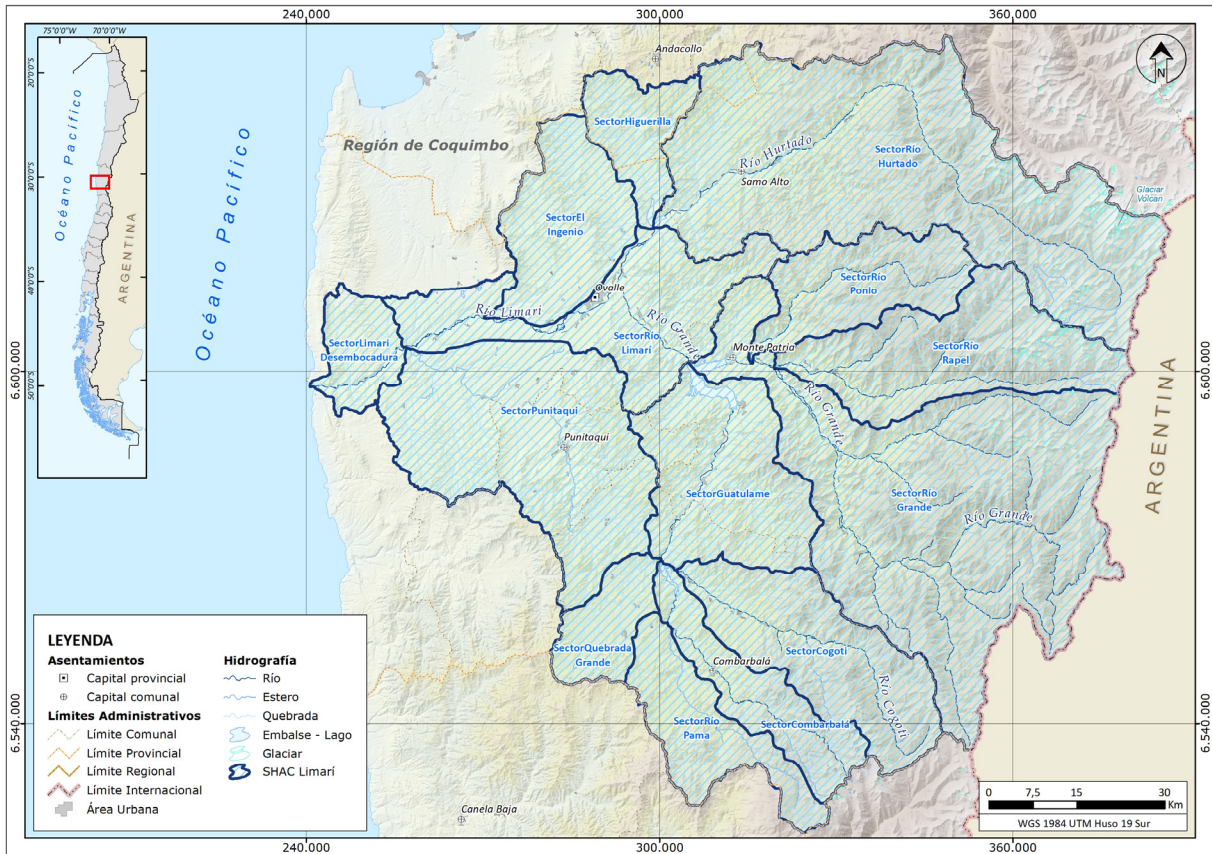 240.000
300.000
360.000
75°0'0"W
70°0'0"W
20°0'0"S
30°0'0"S
40°0'0"S
50°0'0"S
Océano Pacífico
ARGENTINA
Océano Pacífico
Región de Coquimbo
Andacollo
N
SectorHiguerilla
Río Hurtado
SectorRío
Hurtado
Samo Alto
Glaciar
Volcan
SectorEl
Ingenio
SectorRío
Ponio
Ovalle
Río Limari
Río Grande
SectorRío
Limarí
SectorLimari
Desembocadura
Monte Patria
SectorRío
Rapel
6.600.000
6.600.000
ARGENTINA
SectorPunitaqui
Río Grande
Punitaqui
SectorGuatulame
SectorRío
Grande
Río Grande
SectorQuebrada
Grande
SectorCogoti
Combarbalá
Río Cogoti
SectorRío
Pama
SectorCombarbalá
6.540.000
6.540.000
Canela Baja
LEYENDA
Asentamientos
Capital provincial
Capital comunal
Límites Administrativos
Límite Comunal
Límite Provincial
Límite Regional
Límite Internacional
Área Urbana
Hidrografía
Río
Estero
Quebrada
Embalse - Lago
Glaciar
SHAC Limarí
0 7,5 15 30
Km
WGS 1984 UTM Huso 19 Sur
240.000
300.000
360.000